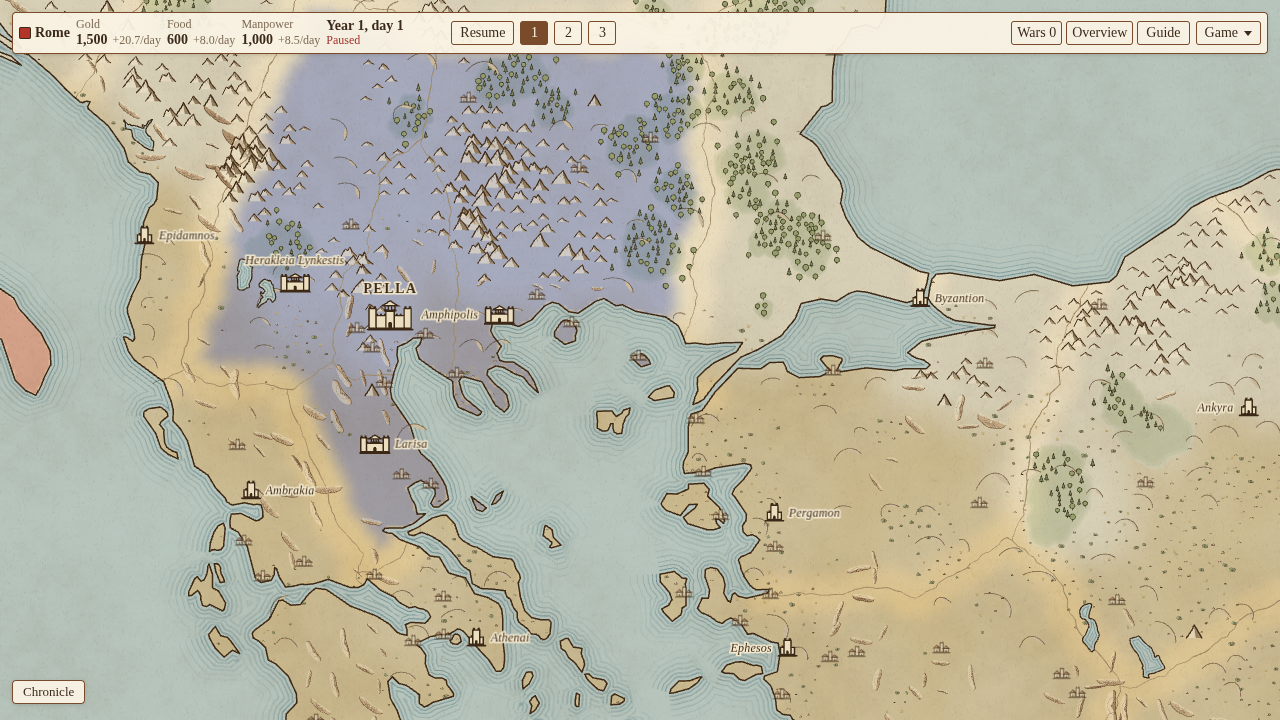 Rome
Gold
1,500 +20.7/day
Food
600 +8.0/day
Manpower
1,000 +8.5/day
Year 1, day 1
Paused
Resume
1
2
3
Wars 0
Overview
Guide
Game
Epidamnos
Herakleia Lynkestis
PELLA
Amphipolis
Byzantion
Ankyra
Larisa
Ambrakia
Pergamon
Athenai
Ephesos
Chronicle